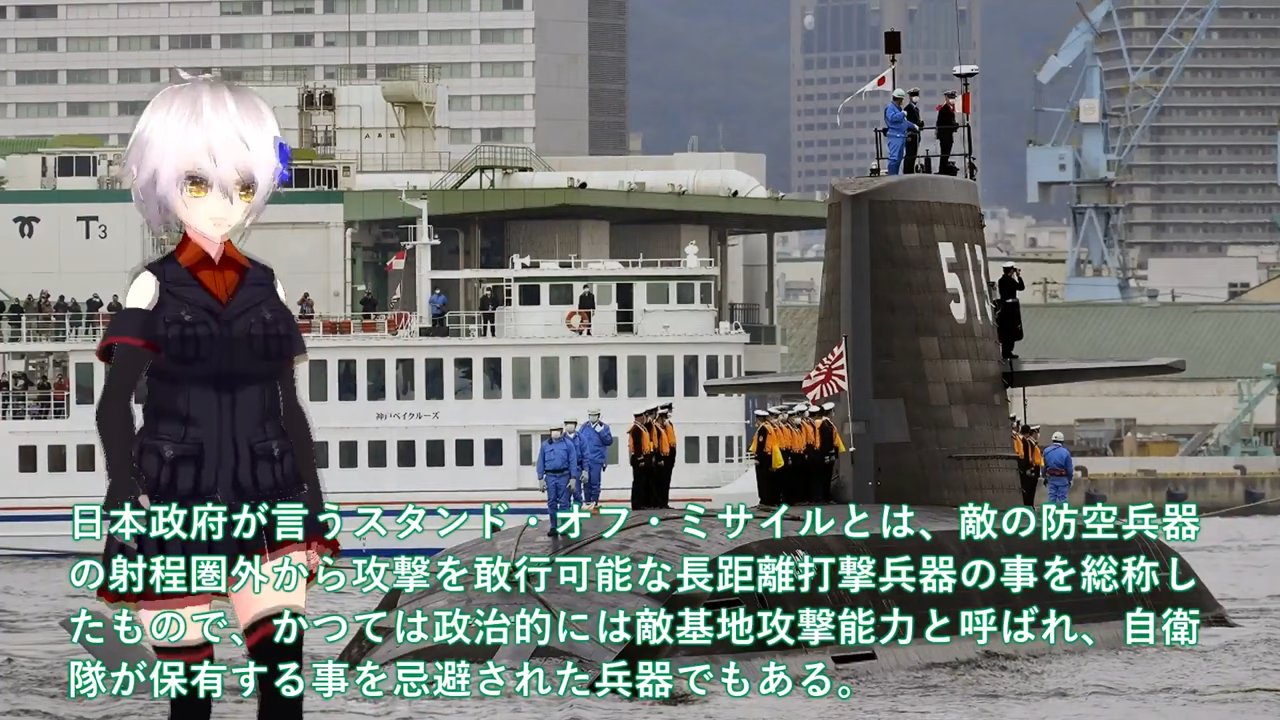 T3
513
神戸ベイクルーズ
日本政府が言うスタンド・オフ・ミサイルとは、敵の防空兵器
の射程圏外から攻撃を敢行可能な長距離打撃兵器の事を総称し
たもので、かつては政治的には敵基地攻撃能力と呼ばれ、自衛
隊が保有する事を忌避された兵器でもある。